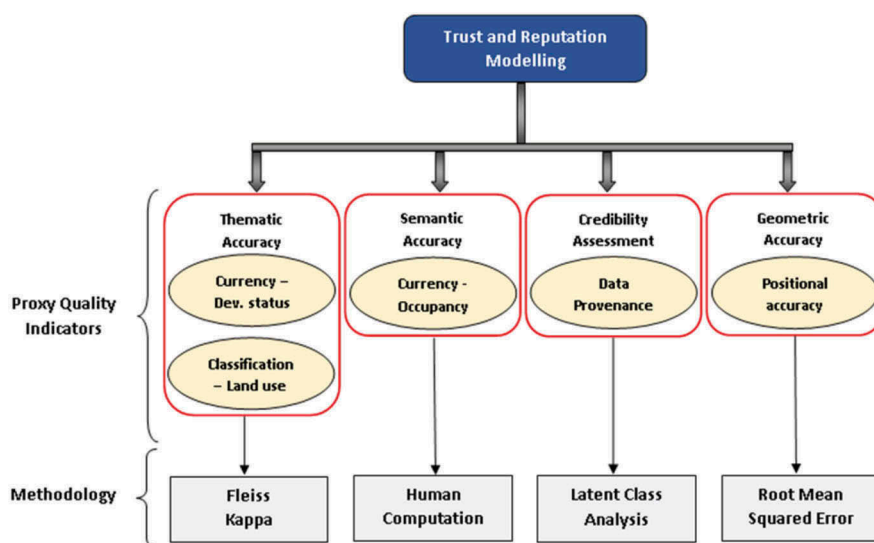 Trust and Reputation
Modelling
Thematic
Accuracy
Currency –
Dev. status
Classification
– Land use
Semantic
Accuracy
Currency -
Occupancy
Credibility
Assessment
Data
Provenance
Geometric
Accuracy
Positional
accuracy
Proxy Quality
Indicators
Methodology
Fleiss
Kappa
Human
Computation
Latent Class
Analysis
Root Mean
Squared Error